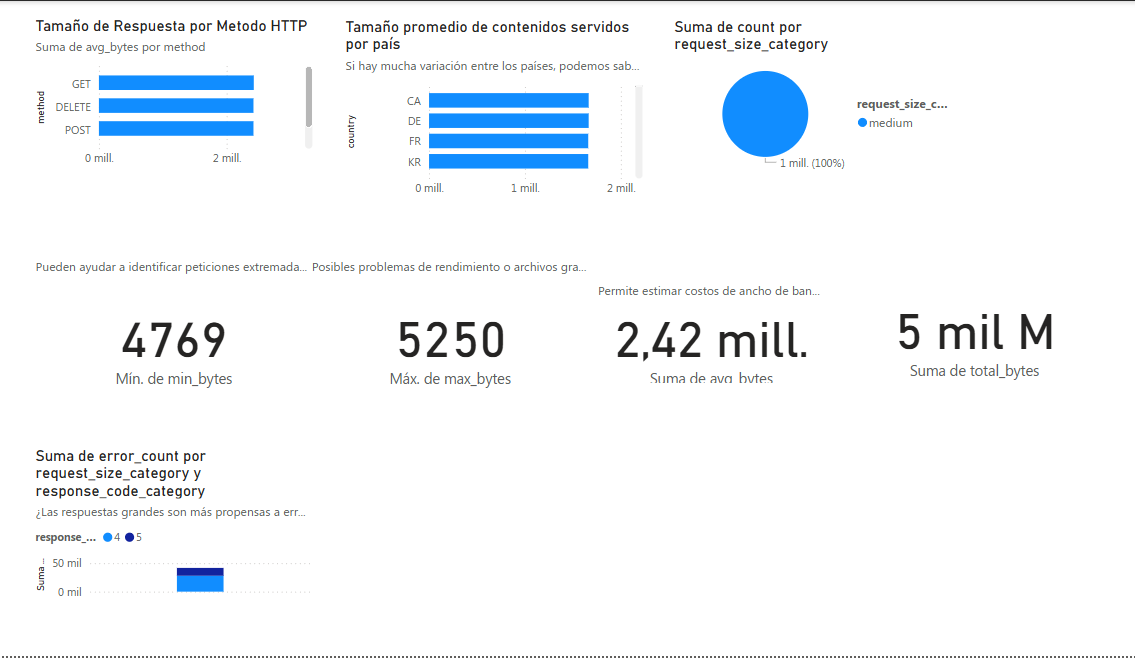 Tamaño de Respuesta por Metodo HTTP
Suma de avg_bytes por method
method
GET
DELETE
POST
0 mill.
2 mill.
Tamaño promedio de contenidos servidos
por país
Si hay mucha variación entre los países, podemos sab...
country
CA
DE
FR
KR
0 mill.
1 mill.
2 mill.
Suma de count por
request_size_category
request_size_c...
medium
1 mill. (100%)
Pueden ayudar a identificar peticiones extremada...
4769
Mín. de min_bytes
Posibles problemas de rendimiento o archivos gra...
5250
Máx. de max_bytes
Permite estimar costos de ancho de ban...
2,42 mill.
Suma de avg_bytes
5 mil M
Suma de total_bytes
Suma de error_count por
request_size_category y
response_code_category
¿Las respuestas grandes son más propensas a err...
response_... 4 5
Suma ...
50 mil
0 mil